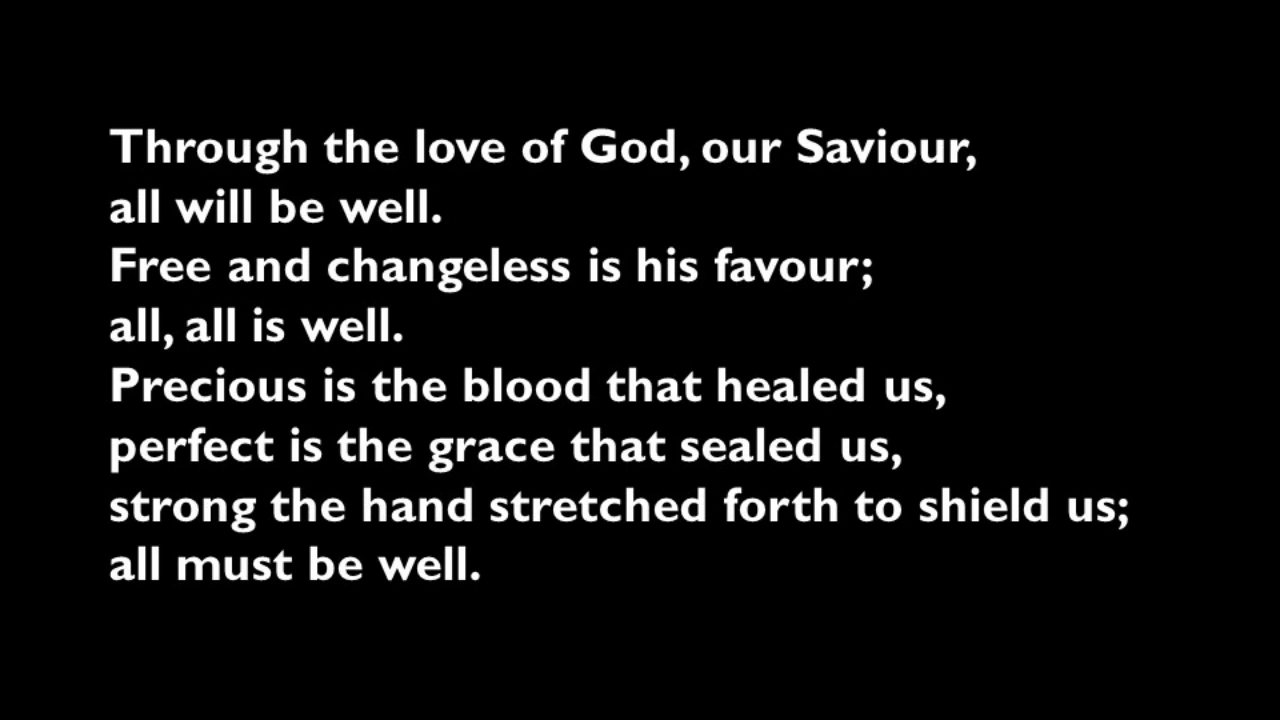 Through the love of God, our Saviour,
all will be well.
Free and changeless is his favour;
all, all is well.
Precious is the blood that healed us,
perfect is the grace that sealed us,
strong the hand stretched forth to shield us;
all must be well.